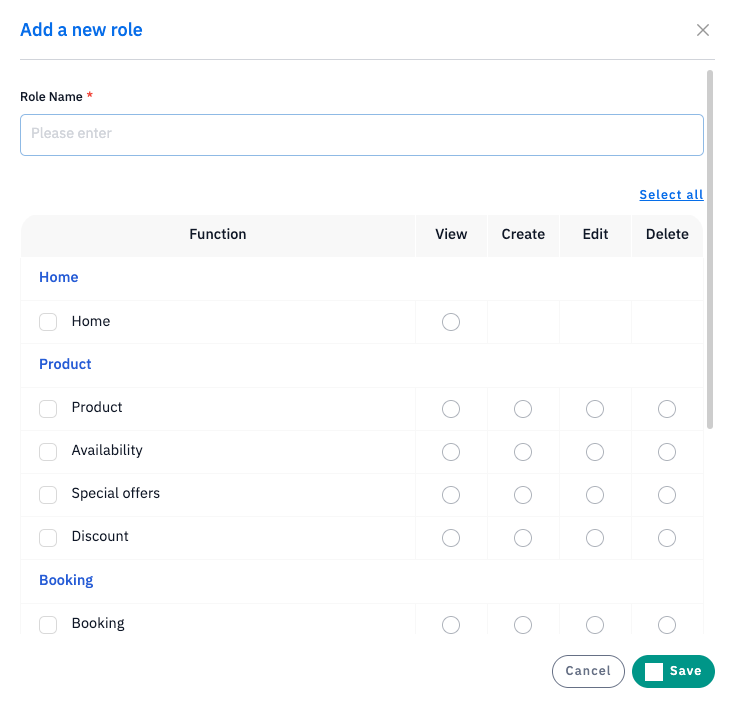 Add a new role
Role Name *
Please enter
Select all
Function View Create Edit Delete
Home
Home
Product
Product
Availability
Special offers
Discount
Booking
Booking
Cancel Save